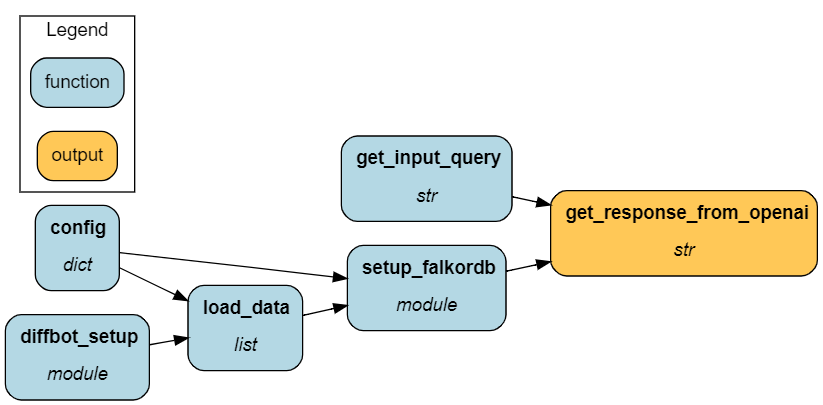 Legend
function
output
get_input_query
str
get_response_from_openai
str
config
dict
setup_falkordb
module
load_data
list
diffbot_setup
module